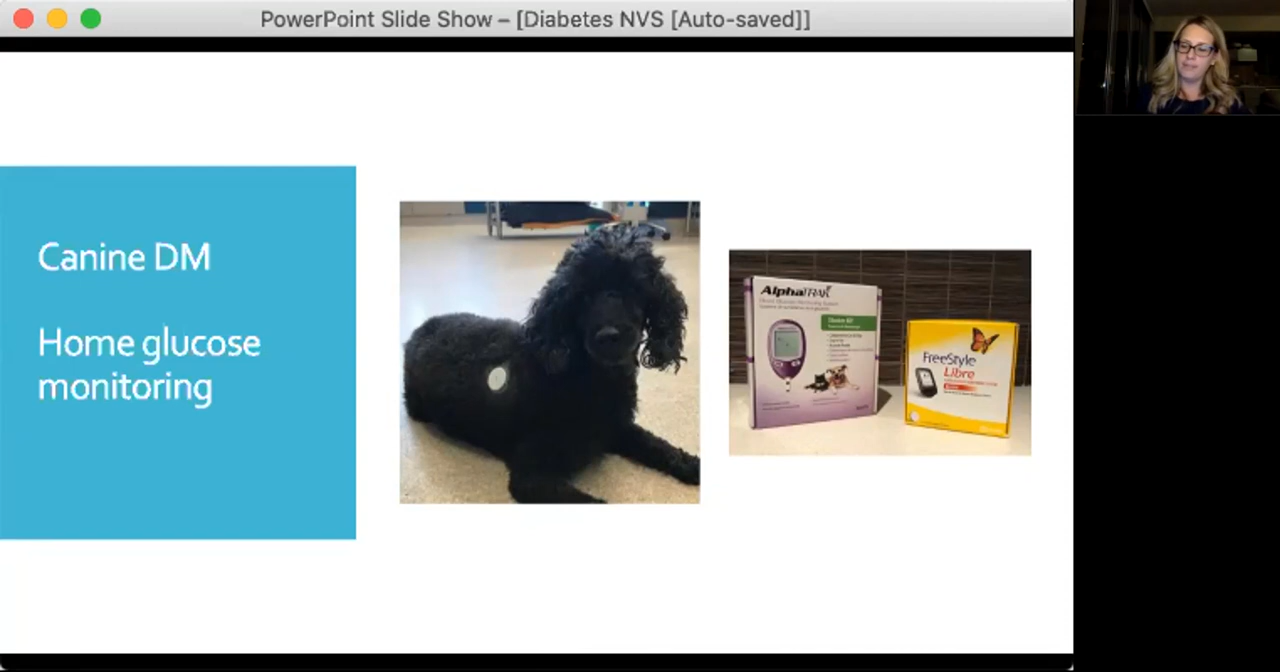 PowerPoint Slide Show – [Diabetes NVS [Auto-saved]]
Canine DM
Home glucose
monitoring
AlphaTRAK
FreeStyle
Libre